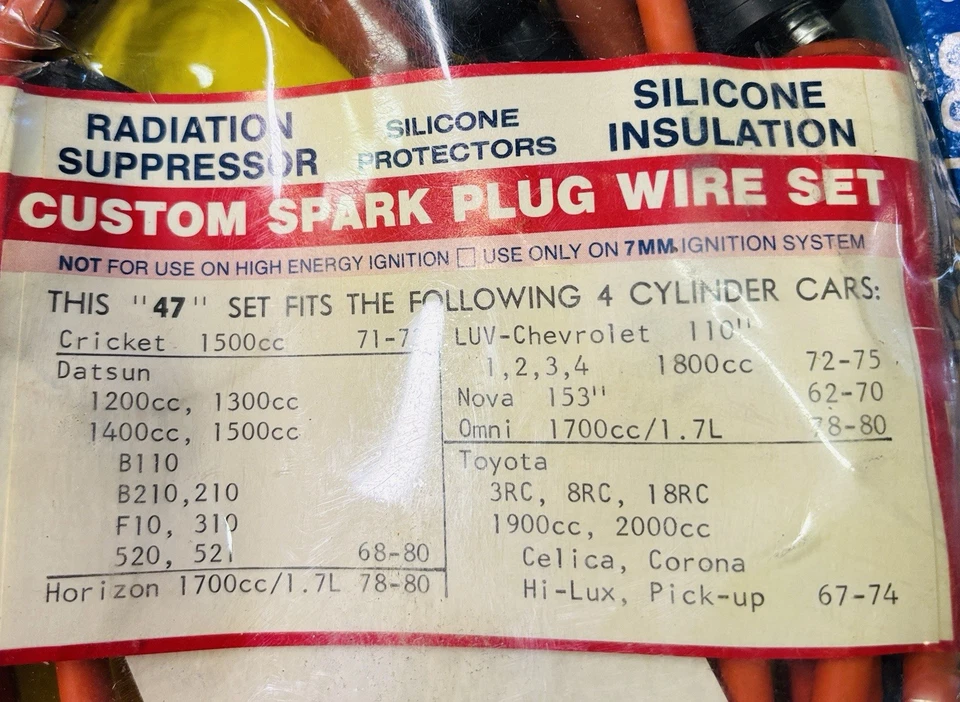 RADIATION SUPPRESSOR
SILICONE PROTECTORS
SILICONE INSULATION
CUSTOM SPARK PLUG WIRE SET
NOT FOR USE ON HIGH ENERGY IGNITION □ USE ONLY ON 7MM IGNITION SYSTEM
THIS "47" SET FITS THE FOLLOWING 4 CYLINDER CARS:
Cricket 1500cc
Datsun
1200cc, 1300cc
1400cc, 1500cc
B110
B210,210
F10, 310
520, 521 68-80
Horizon 1700cc/1.7L 78-80
LUV-Chevrolet 110"
1,2,3,4 1800cc 72-75
Nova 153" 62-70
Omni 1700cc/1.7L 78-80
Toyota
3RC, 8RC, 18RC
1900cc, 2000cc
Celica, Corona
Hi-Lux, Pick-up 67-74